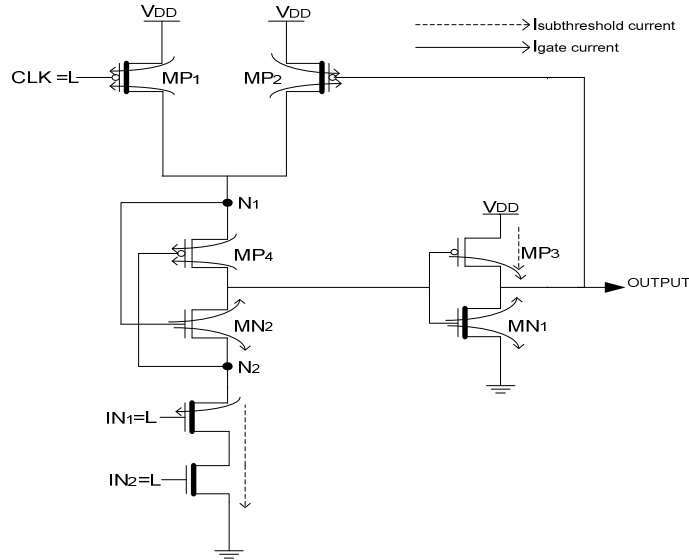 VDD VDD
Isubthreshold current
Igate current
CLK =L MP1 MP2
N1
VDD
MP4 MP3
OUTPUT
MN2 MN1
N2
IN1=L
IN2=L